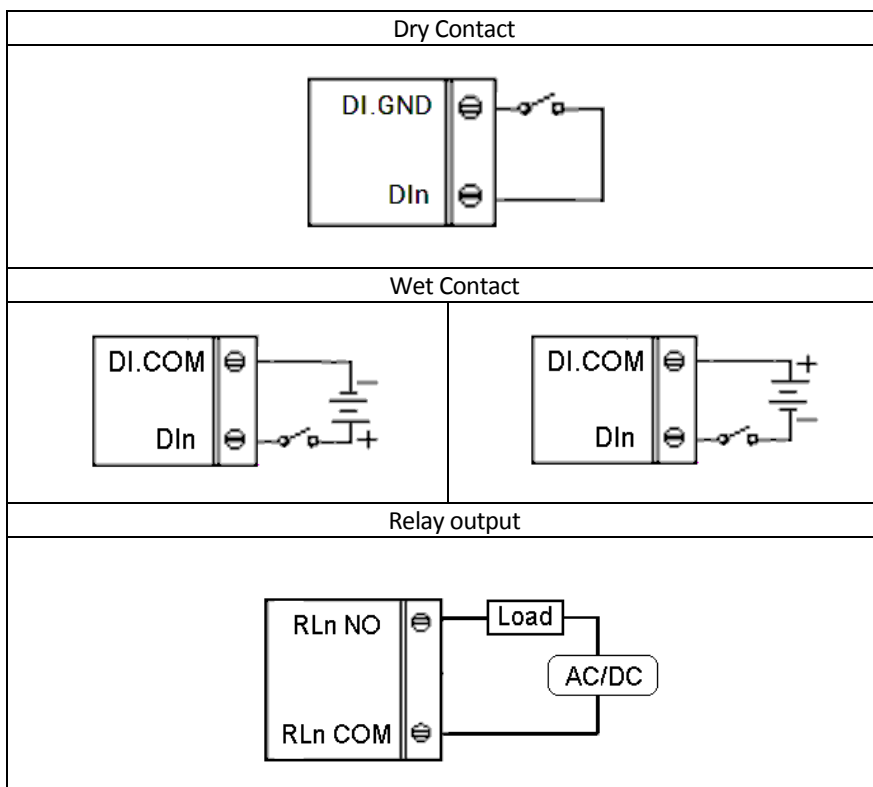 Dry Contact
DI.GND
DIn
Wet Contact
DI.COM
DIn
DI.COM
DIn
Relay output
RLn NO
Load
AC/DC
RLn COM